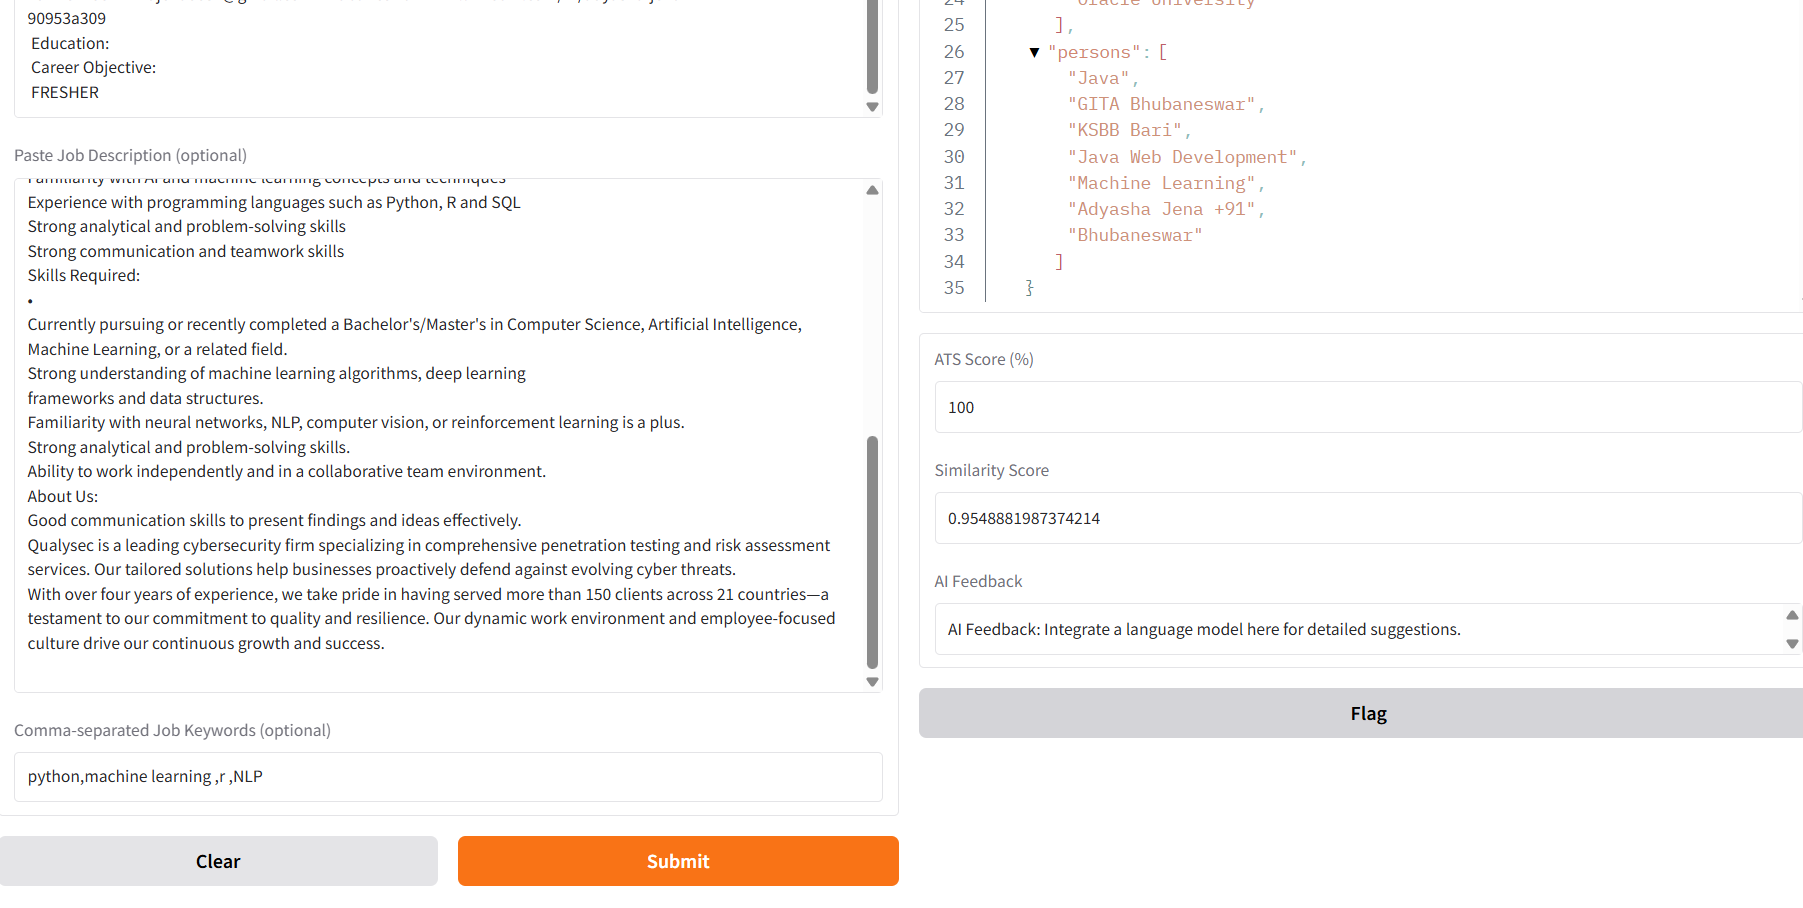 90953a309
Education:
Career Objective:
FRESHER
Paste Job Description (optional)
Familiarity with AI and machine learning concepts and techniques
Experience with programming languages such as Python, R and SQL
Strong analytical and problem-solving skills
Strong communication and teamwork skills
Skills Required:
•
Currently pursuing or recently completed a Bachelor's/Master's in Computer Science, Artificial Intelligence,
Machine Learning, or a related field.
Strong understanding of machine learning algorithms, deep learning
frameworks and data structures.
Familiarity with neural networks, NLP, computer vision, or reinforcement learning is a plus.
Strong analytical and problem-solving skills.
Ability to work independently and in a collaborative team environment.
About Us:
Good communication skills to present findings and ideas effectively.
Qualysec is a leading cybersecurity firm specializing in comprehensive penetration testing and risk assessment
services. Our tailored solutions help businesses proactively defend against evolving cyber threats.
With over four years of experience, we take pride in having served more than 150 clients across 21 countries—a
testament to our commitment to quality and resilience. Our dynamic work environment and employee-focused
culture drive our continuous growth and success.
Comma-separated Job Keywords (optional)
python,machine learning ,r ,NLP
Clear
Submit
24 "Oracle University"
25 ],
26 "persons": [
27 "Java",
28 "GITA Bhubaneswar",
29 "KSBB Bari",
30 "Java Web Development",
31 "Machine Learning",
32 "Adyasha Jena +91",
33 "Bhubaneswar"
34 ]
35 }
ATS Score (%)
100
Similarity Score
0.9548881987374214
AI Feedback
AI Feedback: Integrate a language model here for detailed suggestions.
Flag